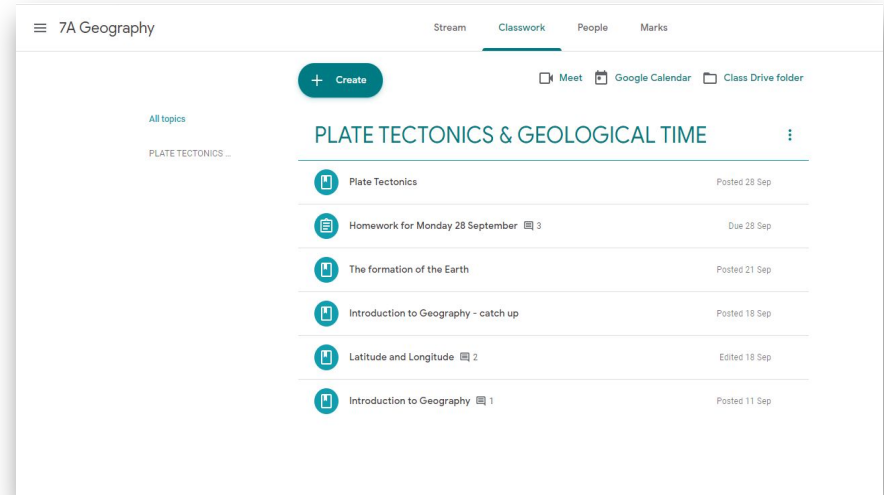 7A Geography
Stream Classwork People Marks
Create
Meet Google Calendar Class Drive folder
All topics
PLATE TECTONICS ...
PLATE TECTONICS & GEOLOGICAL TIME
Plate Tectonics Posted 28 Sep
Homework for Monday 28 September 3 Due 28 Sep
The formation of the Earth Posted 21 Sep
Introduction to Geography - catch up Posted 18 Sep
Latitude and Longitude 2 Edited 18 Sep
Introduction to Geography 1 Posted 11 Sep